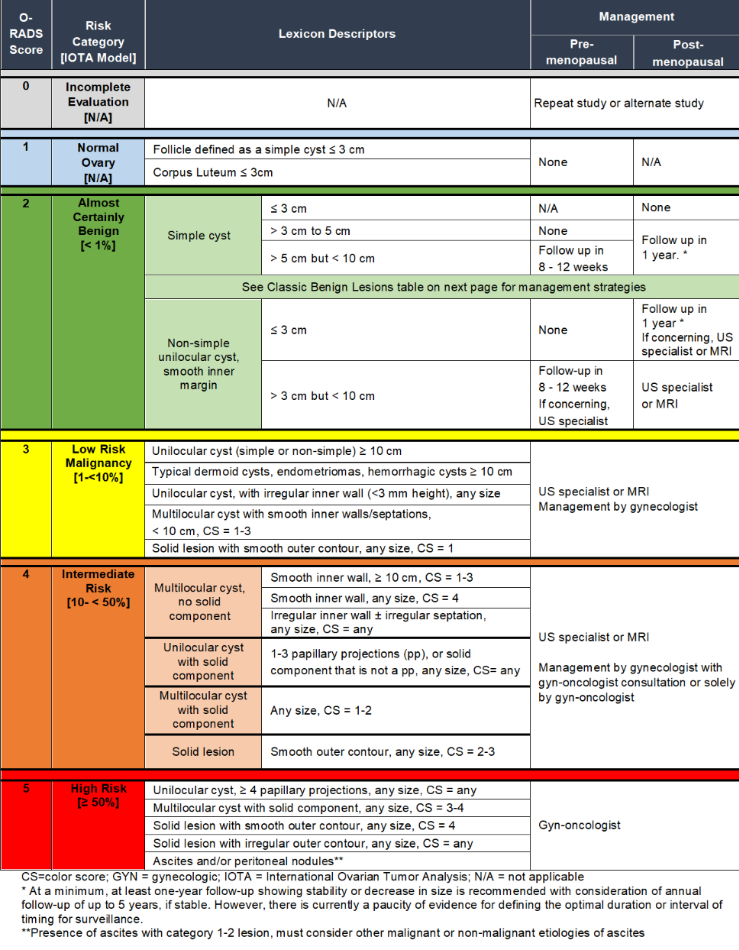 O-
RADS
Score
Risk
Category
[IOTA Model]
Lexicon Descriptors
Management
Pre-
menopausal
Post-
menopausal
0
Incomplete
Evaluation
[N/A]
N/A
Repeat study or alternate study
1
Normal
Ovary
[N/A]
Follicle defined as a simple cyst ≤ 3 cm
Corpus Luteum ≤ 3cm
None
N/A
2
Almost
Certainly
Benign
[< 1%]
Simple cyst
≤ 3 cm
N/A
None
> 3 cm to 5 cm
None
Follow up in
1 year. *
> 5 cm but < 10 cm
Follow up in
8 - 12 weeks
See Classic Benign Lesions table on next page for management strategies
Non-simple
unilocular cyst,
smooth inner
margin
≤ 3 cm
None
Follow up in
1 year *
If concerning, US
specialist or MRI
> 3 cm but < 10 cm
Follow-up in
8 - 12 weeks
If concerning,
US specialist
US specialist
or MRI
3
Low Risk
Malignancy
[1-<10%]
Unilocular cyst (simple or non-simple) ≥ 10 cm
Typical dermoid cysts, endometriomas, hemorrhagic cysts ≥ 10 cm
Unilocular cyst, with irregular inner wall (<3 mm height), any size
Multilocular cyst with smooth inner walls/septations,
< 10 cm, CS = 1-3
Solid lesion with smooth outer contour, any size, CS = 1
US specialist or MRI
Management by gynecologist
4
Intermediate
Risk
[10- < 50%]
Multilocular cyst,
no solid
component
Smooth inner wall, ≥ 10 cm, CS = 1-3
Smooth inner wall, any size, CS = 4
Irregular inner wall ± irregular septation,
any size, CS = any
Unilocular cyst
with solid
component
1-3 papillary projections (pp), or solid
component that is not a pp, any size, CS= any
Multilocular cyst
with solid
component
Any size, CS = 1-2
Solid lesion
Smooth outer contour, any size, CS = 2-3
US specialist or MRI
Management by gynecologist with
gyn-oncologist consultation or solely
by gyn-oncologist
5
High Risk
[≥ 50%]
Unilocular cyst, ≥ 4 papillary projections, any size, CS = any
Multilocular cyst with solid component, any size, CS = 3-4
Solid lesion with smooth outer contour, any size, CS = 4
Solid lesion with irregular outer contour, any size, CS = any
Ascites and/or peritoneal nodules**
Gyn-oncologist
CS=color score; GYN = gynecologic; IOTA = International Ovarian Tumor Analysis; N/A = not applicable
* At a minimum, at least one-year follow-up showing stability or decrease in size is recommended with consideration of annual
follow-up of up to 5 years, if stable. However, there is currently a paucity of evidence for defining the optimal duration or interval of
timing for surveillance.
**Presence of ascites with category 1-2 lesion, must consider other malignant or non-malignant etiologies of ascites